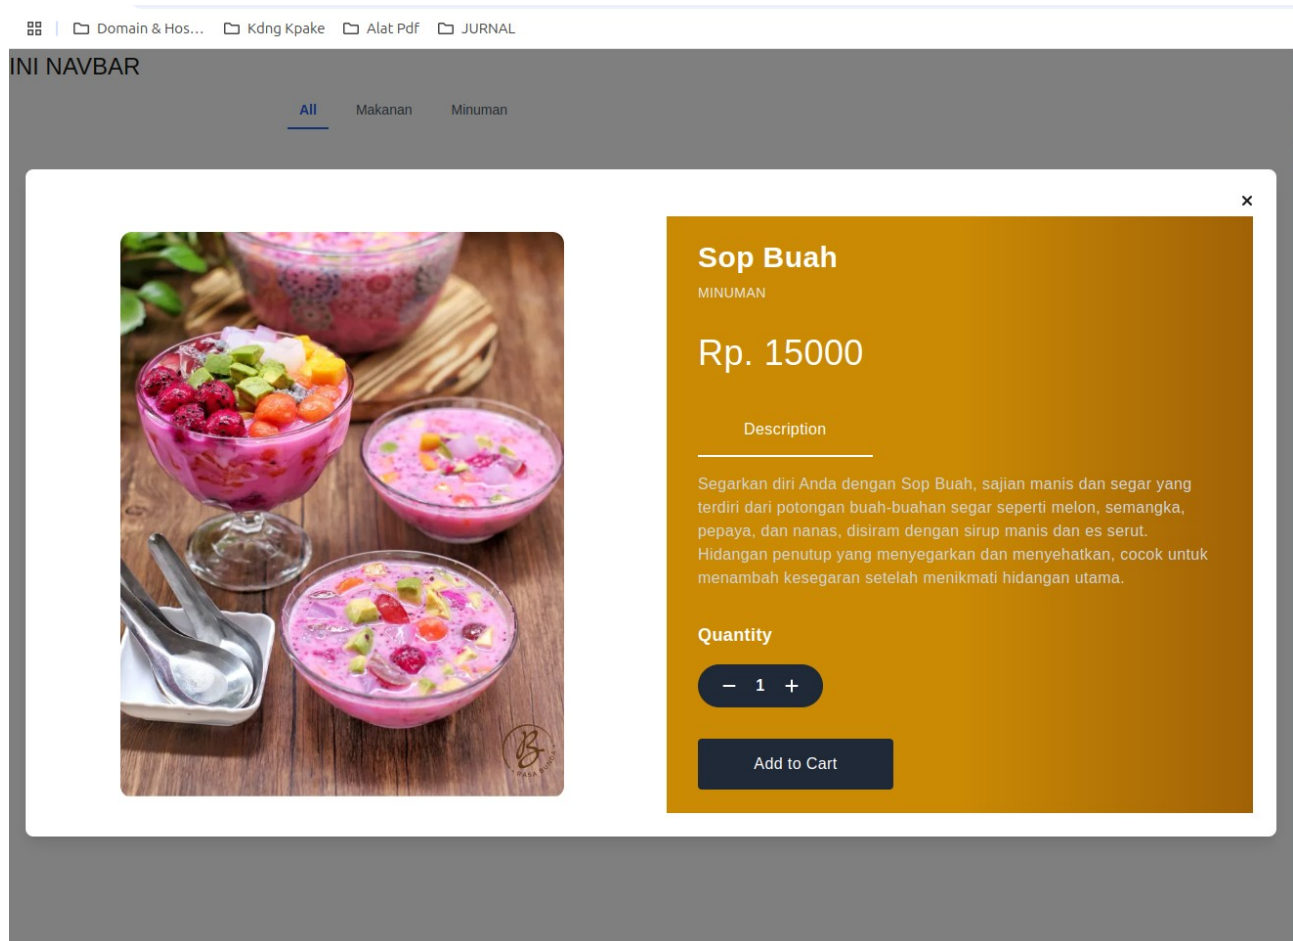 Domain & Hos... Kdng Kpake Alat Pdf JURNAL
INI NAVBAR
All Makanan Minuman
Sop Buah
MINUMAN
Rp. 15000
Description
Segarkan diri Anda dengan Sop Buah, sajian manis dan segar yang
terdiri dari potongan buah-buahan segar seperti melon, semangka,
pepaya, dan nanas, disiram dengan sirup manis dan es serut.
Hidangan penutup yang menyegarkan dan menyehatkan, cocok untuk
menambah kesegaran setelah menikmati hidangan utama.
Quantity
− 1 +
Add to Cart
B